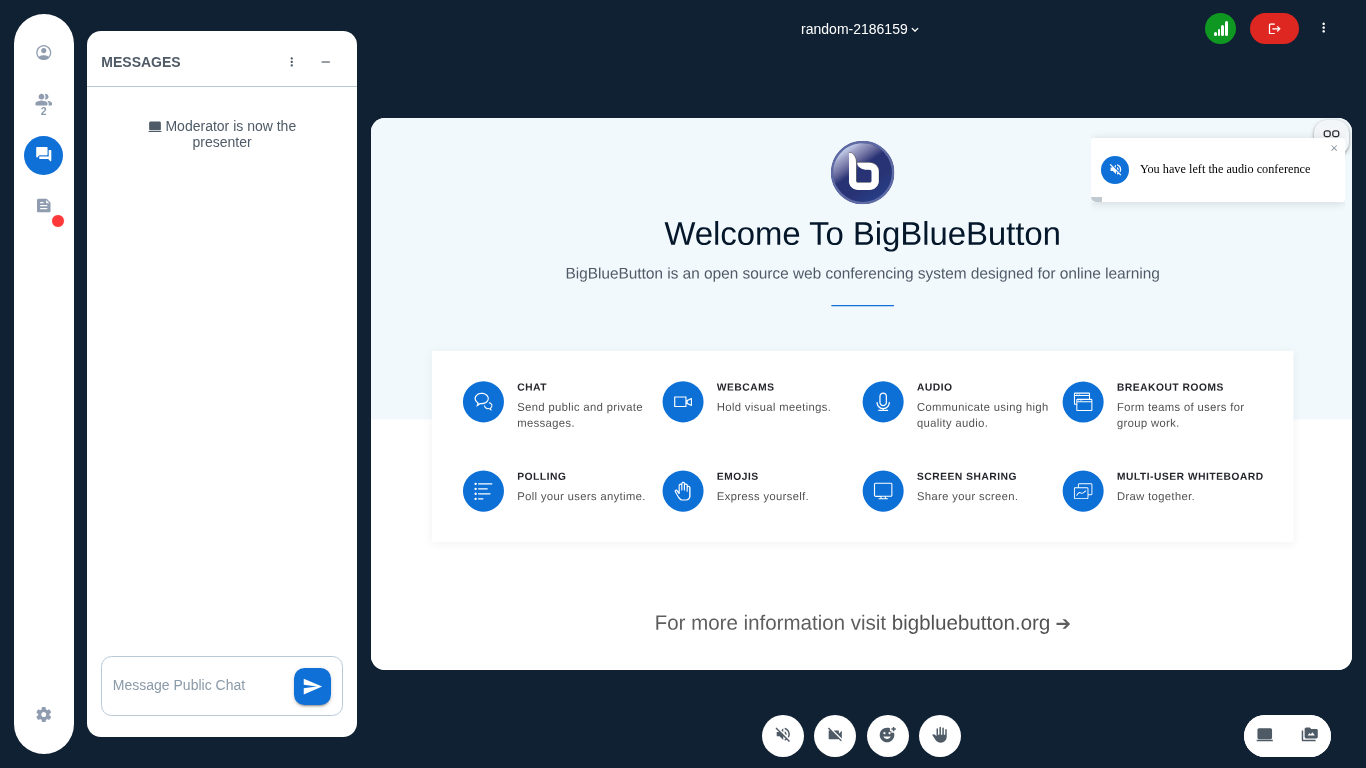 random-2186159
MESSAGES
2
Moderator is now the
presenter
You have left the audio conference
Welcome To BigBlueButton
BigBlueButton is an open source web conferencing system designed for online learning
CHAT
Send public and private
messages.
WEBCAMS
Hold visual meetings.
AUDIO
Communicate using high
quality audio.
BREAKOUT ROOMS
Form teams of users for
group work.
POLLING
Poll your users anytime.
EMOJIS
Express yourself.
SCREEN SHARING
Share your screen.
MULTI-USER WHITEBOARD
Draw together.
For more information visit bigbluebutton.org ➔
Message Public Chat